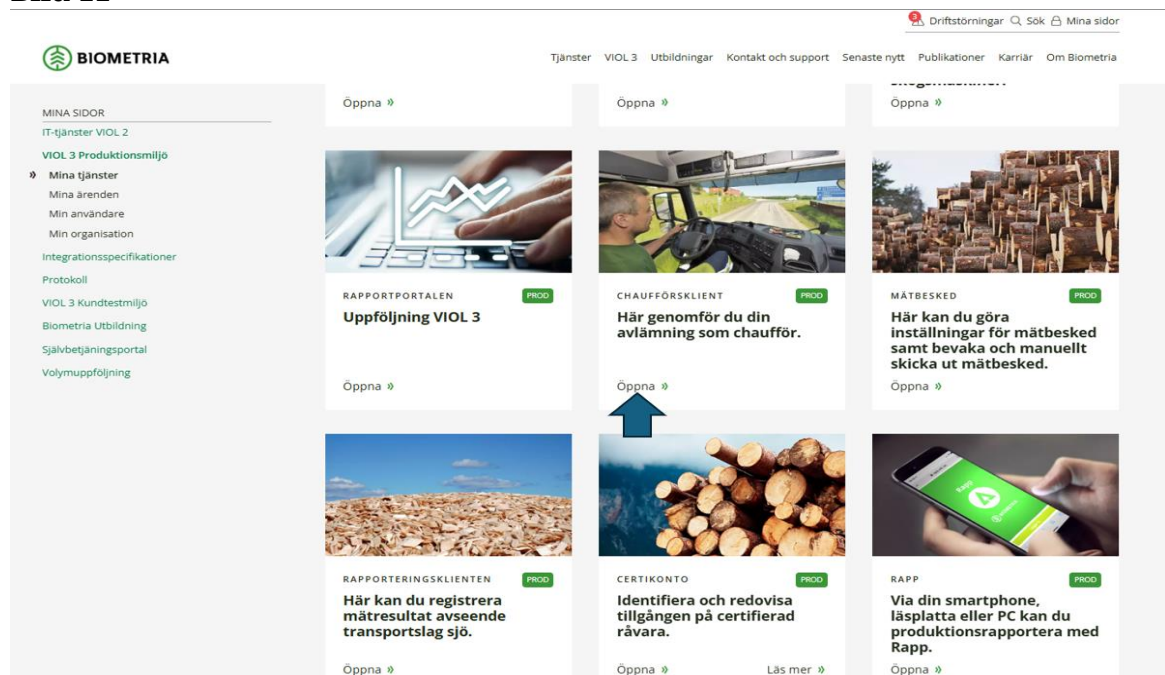 3 Driftstörningar Sök Mina sidor
BIOMETRIA
Tjänster VIOL 3 Utbildningar Kontakt och support Senaste nytt Publikationer Karriär Om Biometria
MINA SIDOR
IT-tjänster VIOL 2
VIOL 3 Produktionsmiljö
» Mina tjänster
Mina ärenden
Min användare
Min organisation
Integrationsspecifikationer
Protokoll
VIOL 3 Kundtestmiljö
Biometria Utbildning
Självbetjäningsportal
Volymuppföljning
Öppna »
Öppna »
Öppna »
RAPPORTPORTALEN PROD
Uppföljning VIOL 3
Öppna »
CHAUFFÖRSKLIENT PROD
Här genomför du din
avlämning som chaufför.
Öppna »
MÄTBESKED PROD
Här kan du göra
inställningar för mätbesked
samt bevaka och manuellt
skicka ut mätbesked.
Öppna »
RAPPORTERINGSKLIENTEN PROD
Här kan du registrera
mätresultat avseende
transportslag sjö.
Öppna »
CERTIKONTO PROD
Identifiera och redovisa
tillgången på certifierad
råvara.
Öppna » Läs mer »
Rapp
BIOMETRIA
RAPP PROD
Via din smartphone,
läsplatta eller PC kan du
produktionsrapportera med
Rapp.
Öppna »